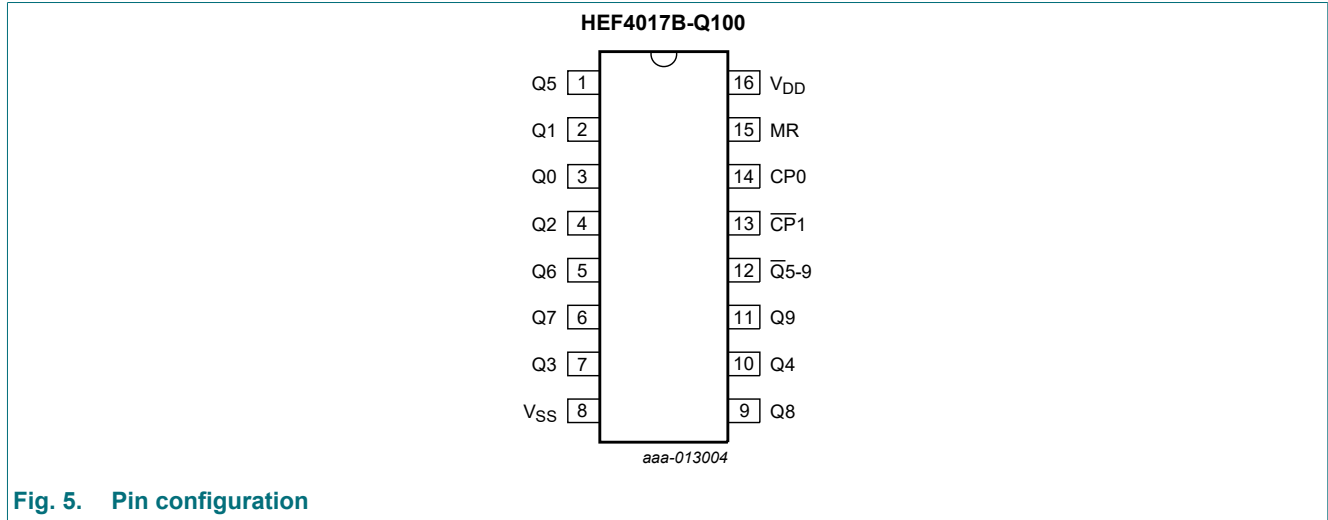 HEF4017B-Q100
Q5 1 16 VDD
Q1 2 15 MR
Q0 3 14 CP0
Q2 4 13 C̅P̅1
Q6 5 12 Q̅5-9
Q7 6 11 Q9
Q3 7 10 Q4
VSS 8 9 Q8
aaa-013004
Fig. 5. Pin configuration